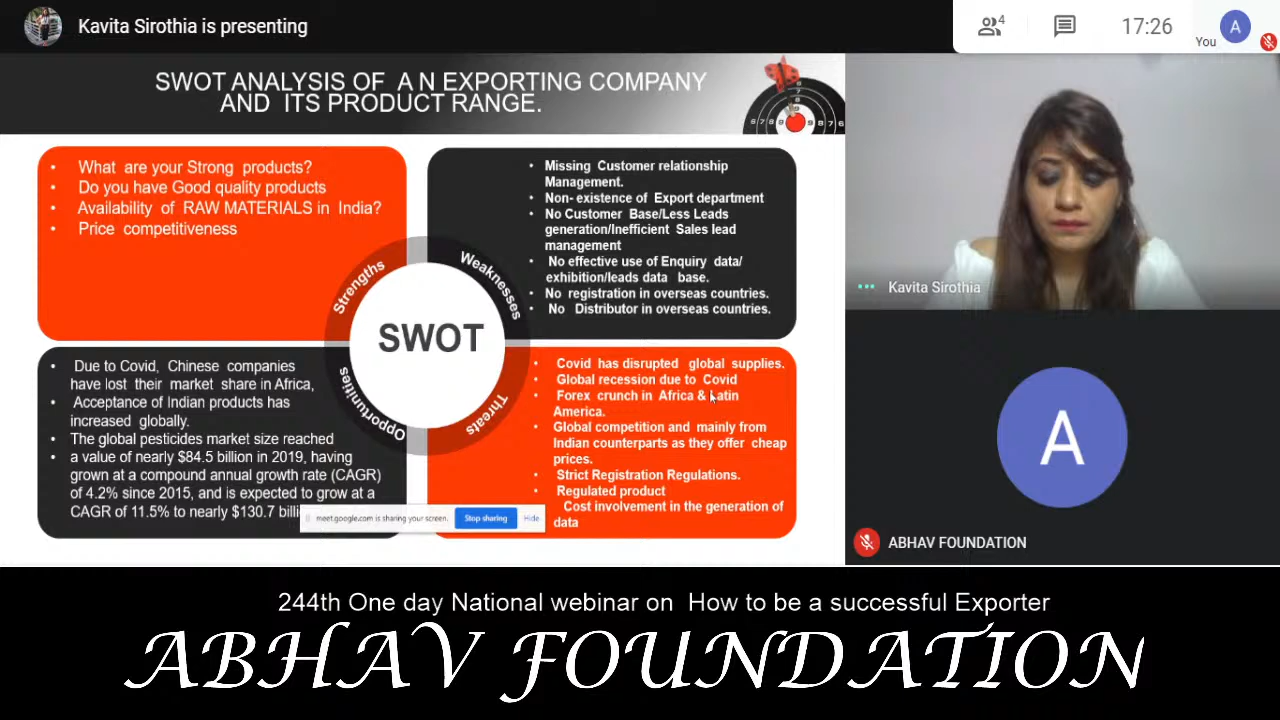 Kavita Sirothia is presenting
4
17:26
You
A
SWOT ANALYSIS OF A N EXPORTING COMPANY
AND ITS PRODUCT RANGE.
• What are your Strong products?
• Do you have Good quality products
• Availability of RAW MATERIALS in India?
• Price competitiveness
• Missing Customer relationship
Management.
• Non- existence of Export department
• No Customer Base/Less Leads
generation/Inefficient Sales lead
management
• No effective use of Enquiry data/
exhibition/leads data base.
• No registration in overseas countries.
• No Distributor in overseas countries.
Strengths
Weaknesses
SWOT
Opportunities
Threats
• Due to Covid, Chinese companies
have lost their market share in Africa,
• Acceptance of Indian products has
increased globally.
• The global pesticides market size reached
• a value of nearly $84.5 billion in 2019, having
grown at a compound annual growth rate (CAGR)
of 4.2% since 2015, and is expected to grow at a
CAGR of 11.5% to nearly $130.7 billi
• Covid has disrupted global supplies.
• Global recession due to Covid
• Forex crunch in Africa & Latin
America.
• Global competition and mainly from
Indian counterparts as they offer cheap
prices.
• Strict Registration Regulations.
• Regulated product
• Cost involvement in the generation of
data
meet.google.com is sharing your screen.
Stop sharing
Hide
Kavita Sirothia
A
ABHAV FOUNDATION
244th One day National webinar on How to be a successful Exporter
ABHAV FOUNDATION